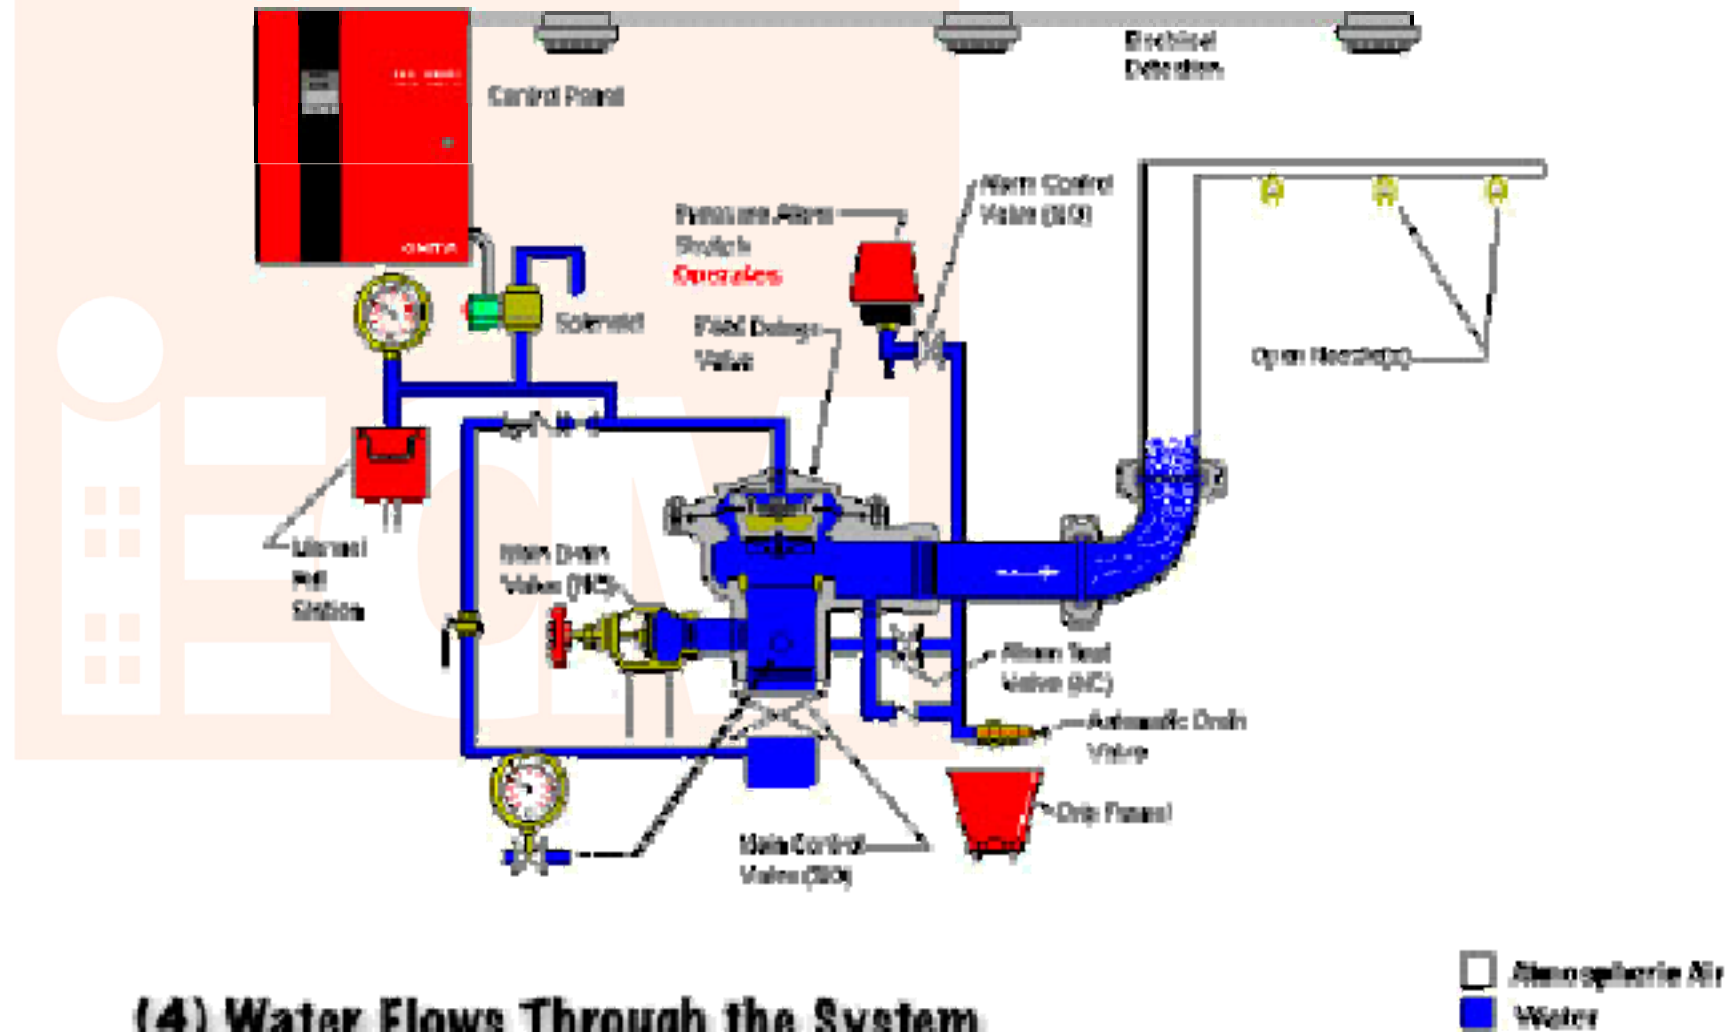 Electrical
Detection
Control Panel
Alarm Control
Valve (NO)
Pressure Alarm
Switch
Operates
Solenoid
Deluge
Valve
Open Nozzle(s)
Manual
Pull
Station
Main Drain
Valve (NC)
Alarm Test
Valve (NC)
Automatic Drain
Valve
Drip Funnel
Main Control
Valve (NO)
iECM
Atmospheric Air
Water
(4) Water Flows Through the System